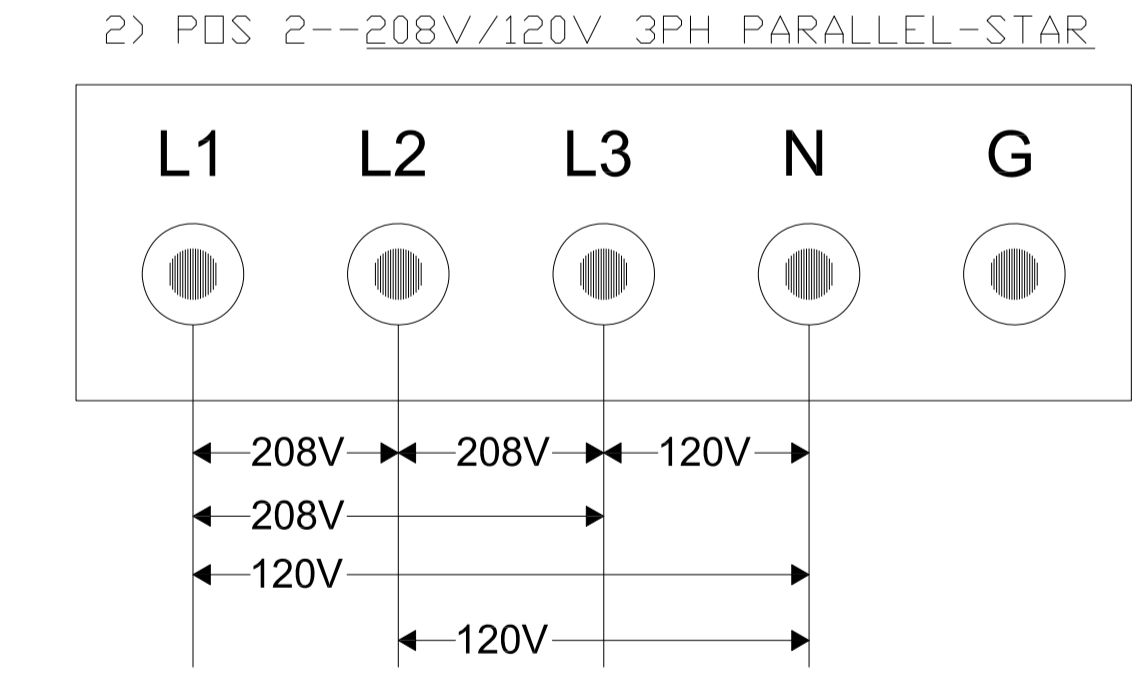 2) POS 2--208V/120V 3PH PARALLEL-STAR
L1 L2 L3 N G
208V 208V 120V
208V
120V
120V